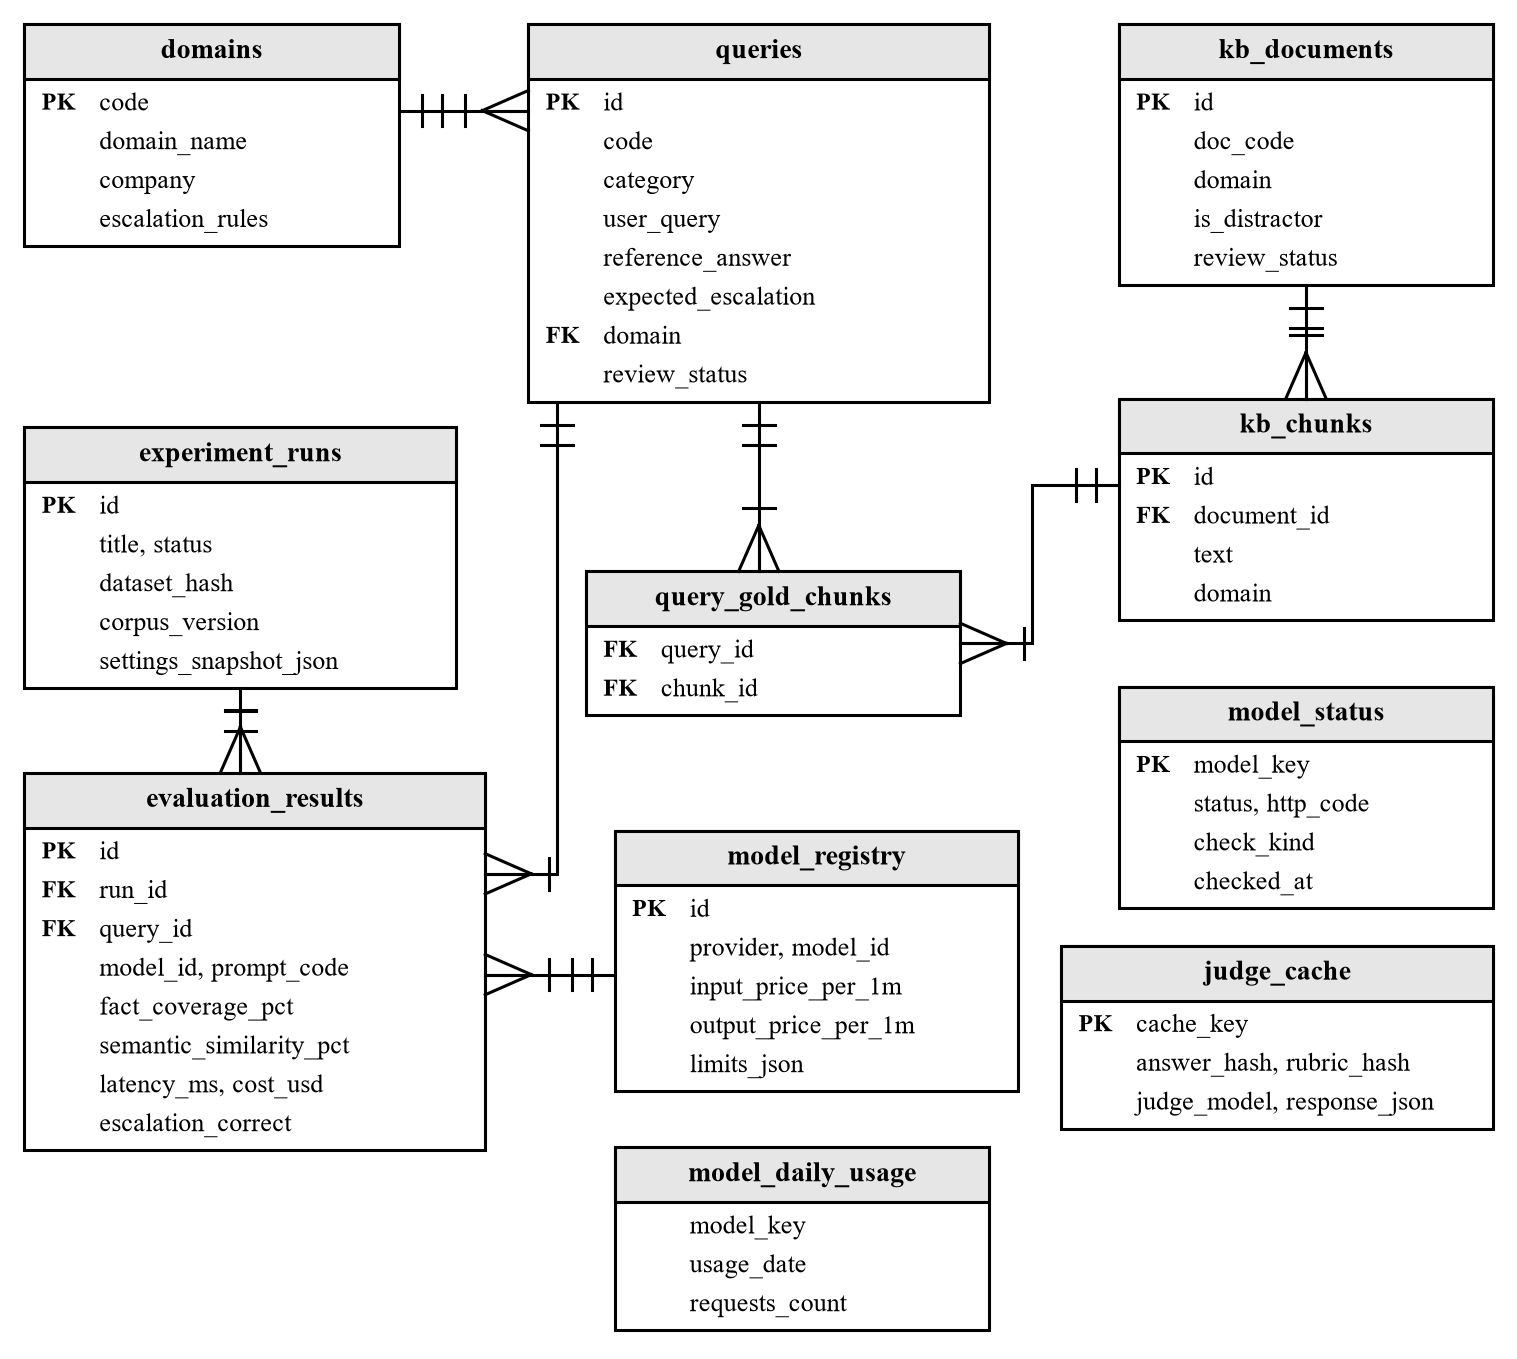 domains
PK code
domain_name
company
escalation_rules
queries
PK id
code
category
user_query
reference_answer
expected_escalation
FK domain
review_status
kb_documents
PK id
doc_code
domain
is_distractor
review_status
experiment_runs
PK id
title, status
dataset_hash
corpus_version
settings_snapshot_json
query_gold_chunks
FK query_id
FK chunk_id
kb_chunks
PK id
FK document_id
text
domain
evaluation_results
PK id
FK run_id
FK query_id
model_id, prompt_code
fact_coverage_pct
semantic_similarity_pct
latency_ms, cost_usd
escalation_correct
model_registry
PK id
provider, model_id
input_price_per_1m
output_price_per_1m
limits_json
model_status
PK model_key
status, http_code
check_kind
checked_at
judge_cache
PK cache_key
answer_hash, rubric_hash
judge_model, response_json
model_daily_usage
model_key
usage_date
requests_count